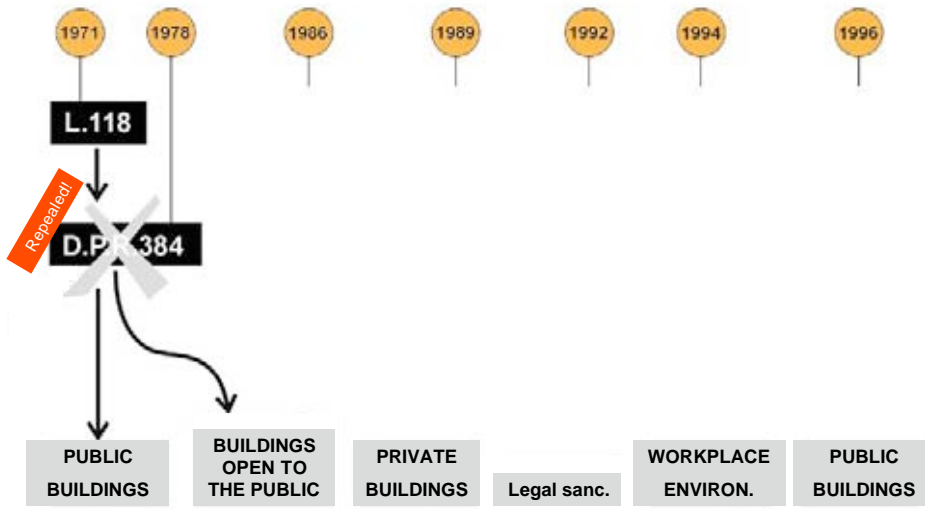 1971 1978 1986 1989 1992 1994 1996
L.118
Repealed!
D.P.R.384
PUBLIC
BUILDINGS
BUILDINGS
OPEN TO
THE PUBLIC
PRIVATE
BUILDINGS
Legal sanc.
WORKPLACE
ENVIRON.
PUBLIC
BUILDINGS